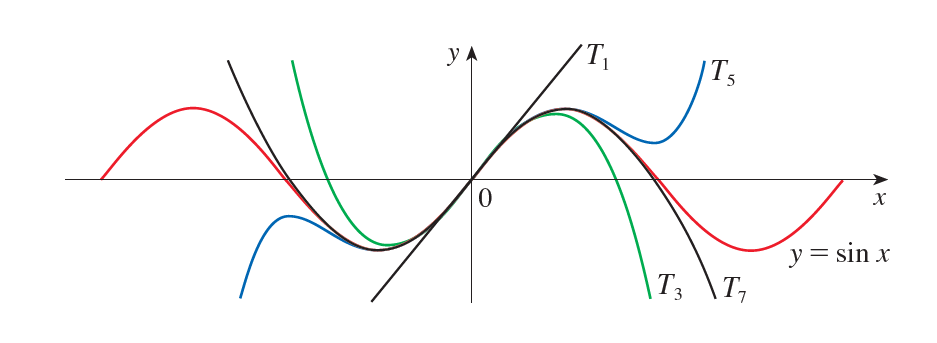 y
T₁
T₅
0
x
y = sin x
T₃
T₇